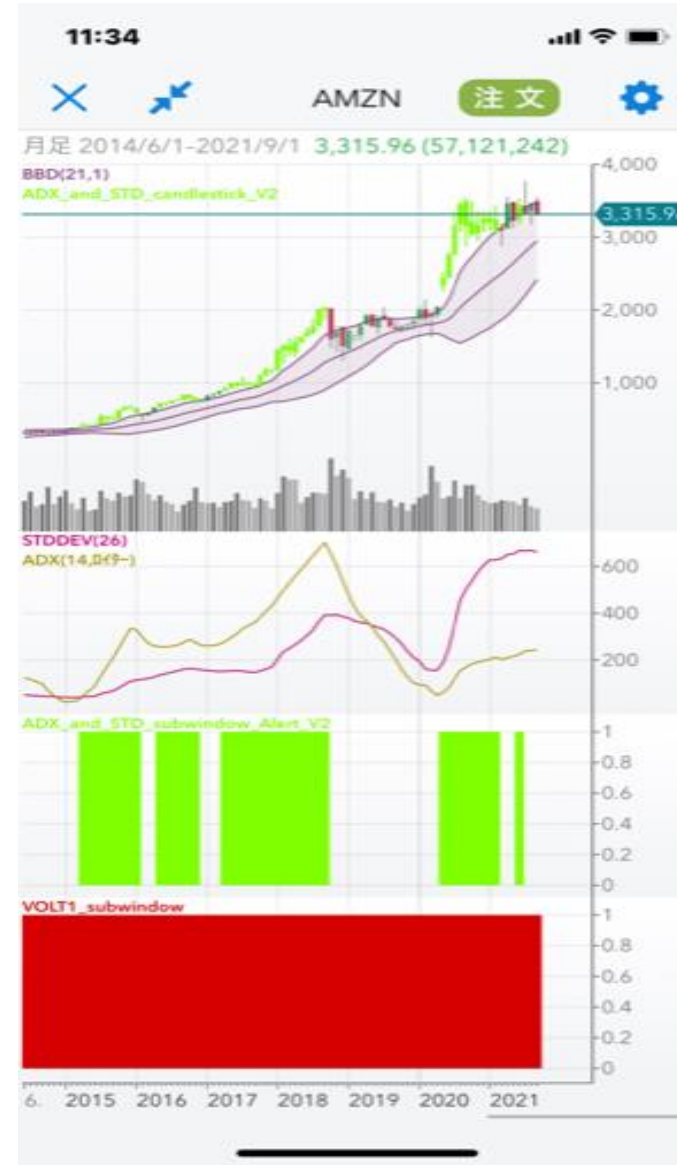 11:34
AMZN 注文
月足 2014/6/1-2021/9/1 3,315.96 (57,121,242)
BBD(21,1)
ADX_and_STD_candlestick_V2
4,000
3,315.9
3,000
2,000
1,000
STDDEV(26)
ADX(14,ﾛｲﾔﾗｰ)
600
400
200
ADX_and_STD_subwindow_Alert_V2
1
0.8
0.6
0.4
0.2
0
VOLT1_subwindow
1
0.8
0.6
0.4
0.2
0
6. 2015 2016 2017 2018 2019 2020 2021